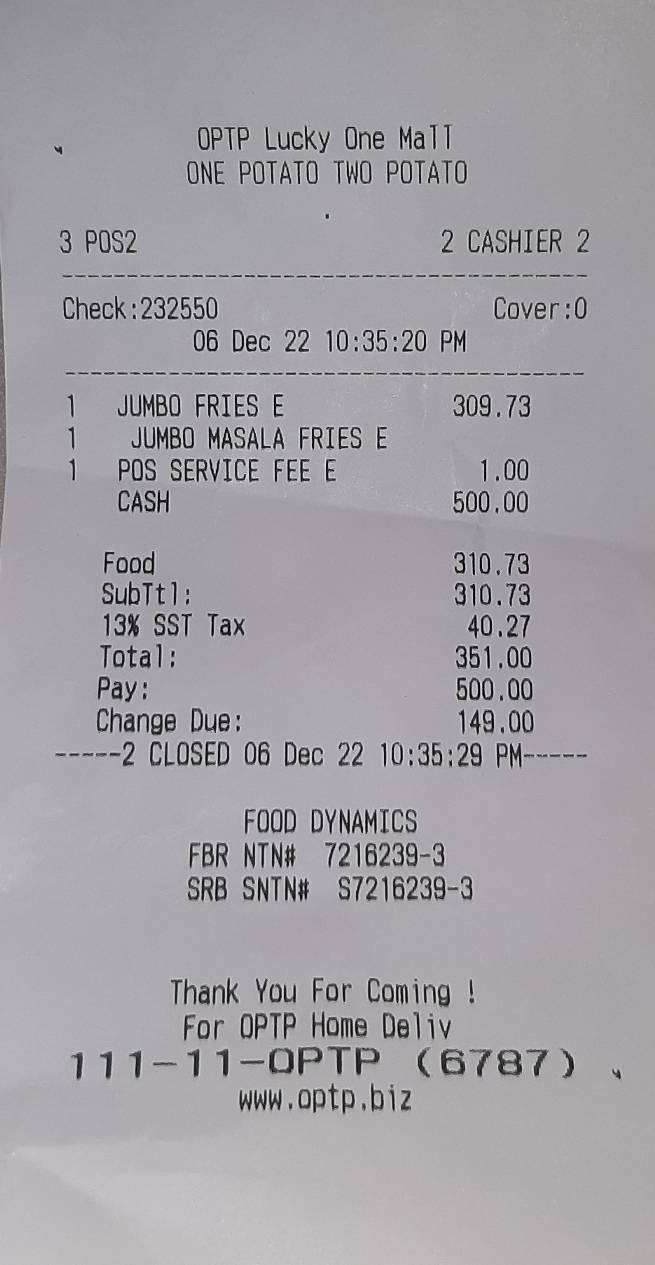 OPTP Lucky One Mall
ONE POTATO TWO POTATO
3 POS2 2 CASHIER 2
Check:232550 Cover:0
06 Dec 22 10:35:20 PM
1 JUMBO FRIES E 309.73
1 JUMBO MASALA FRIES E
1 POS SERVICE FEE E 1.00
CASH 500.00
Food 310.73
SubTtl: 310.73
13% SST Tax 40.27
Total: 351.00
Pay: 500.00
Change Due: 149.00
-----2 CLOSED 06 Dec 22 10:35:29 PM-----
FOOD DYNAMICS
FBR NTN# 7216239-3
SRB SNTN# S7216239-3
Thank You For Coming !
For OPTP Home Deliv
111-11-OPTP (6787)
www.optp.biz